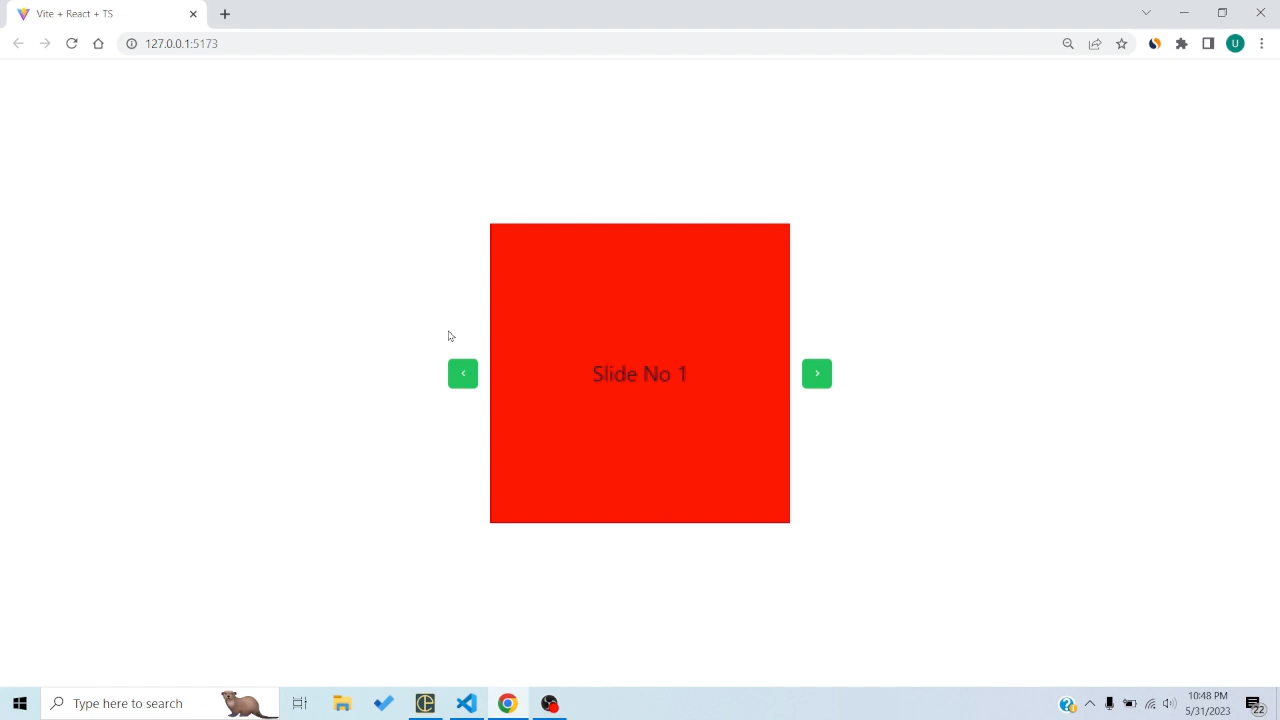 Vite + React + TS
127.0.0.1:5173
U
Slide No 1
Type here to search
10:48 PM
5/31/2023
22